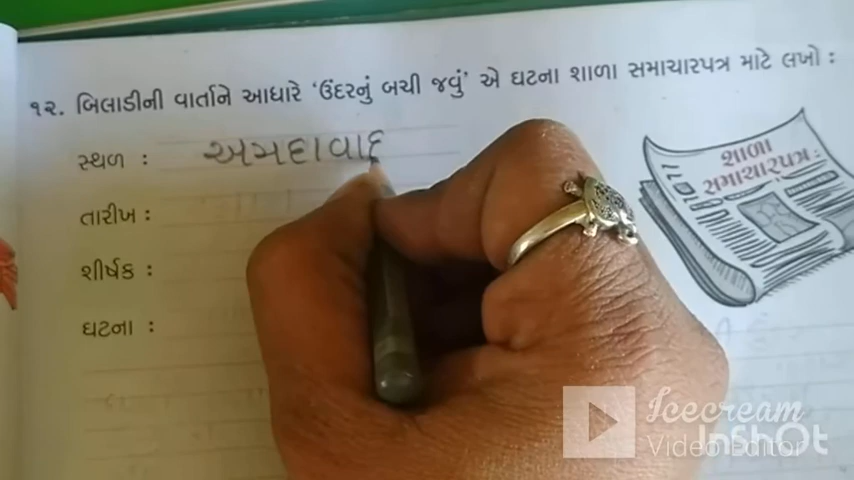 ૧૨. બિલાડીની વાર્તાને આધારે 'ઉંદરનું બચી જવું' એ ઘટના શાળા સમાચારપત્ર માટે લખો :
સ્થળ : અમદાવાદ
શાળા
સમાચારપત્ર:
તારીખ :
શીર્ષક :
ઘટના :
Icecream
Video Editor
InShOt